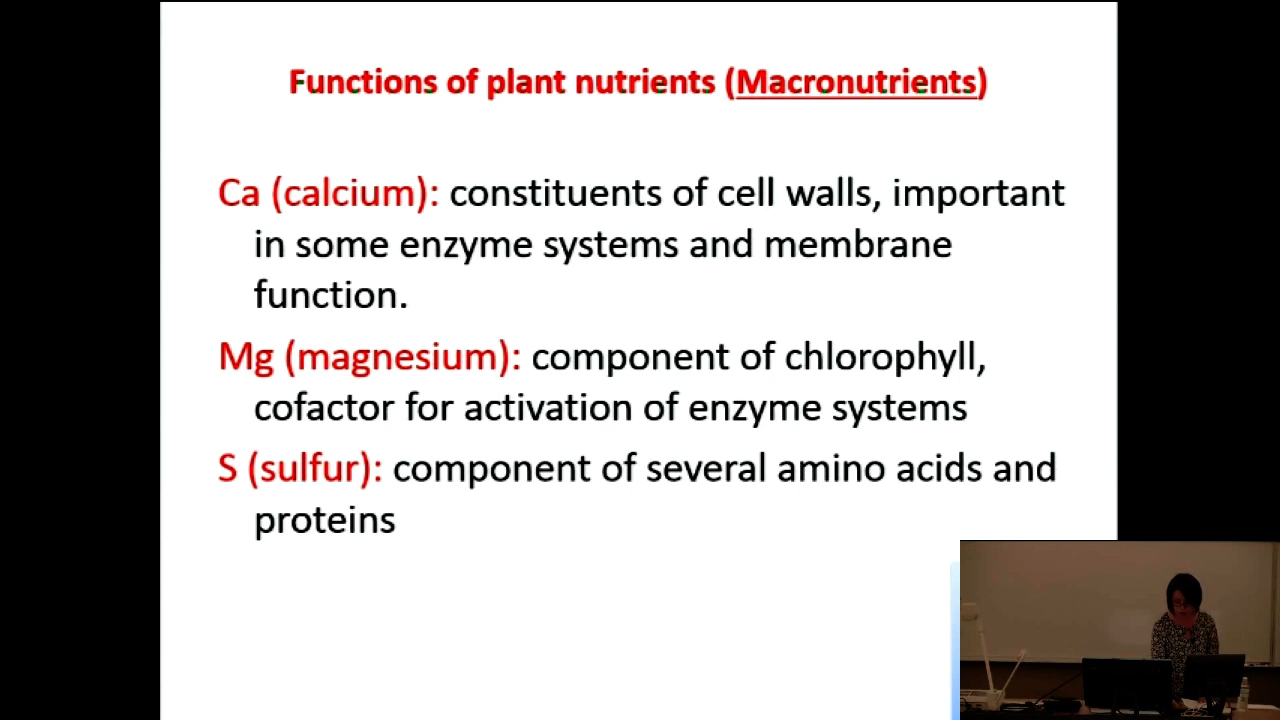 Functions of plant nutrients (Macronutrients)
Ca (calcium): constituents of cell walls, important
in some enzyme systems and membrane
function.
Mg (magnesium): component of chlorophyll,
cofactor for activation of enzyme systems
S (sulfur): component of several amino acids and
proteins